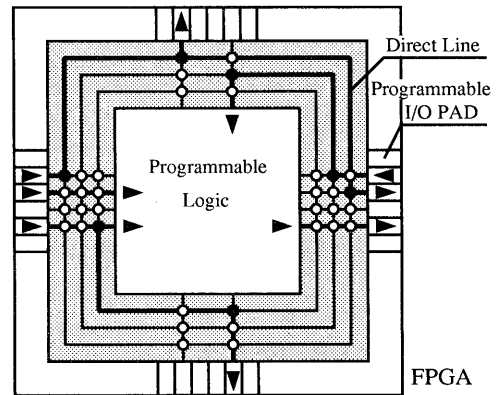 Direct Line
Programmable
I/O PAD
Programmable
Logic
FPGA